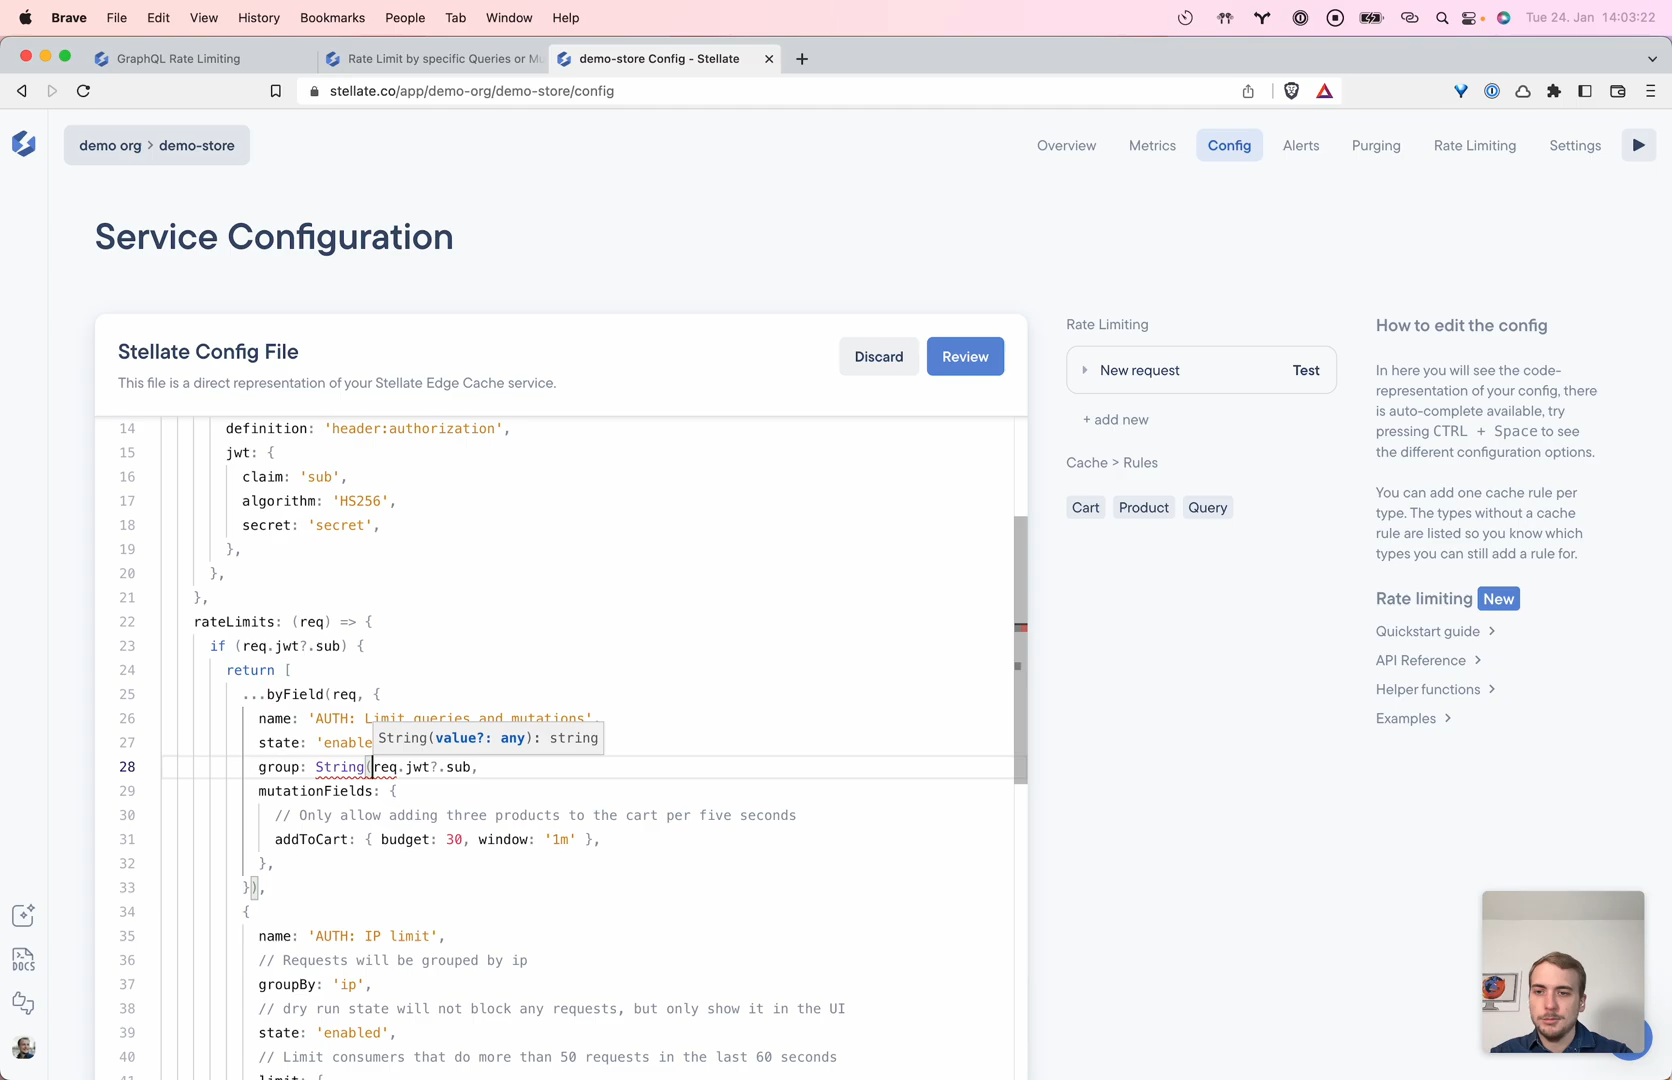 Brave File Edit View History Bookmarks People Tab Window Help Tue 24. Jan 14:03:22
GraphQL Rate Limiting
Rate Limit by specific Queries or Mu
demo-store Config - Stellate
stellate.co/app/demo-org/demo-store/config
demo org > demo-store
Overview Metrics Config Alerts Purging Rate Limiting Settings
Service Configuration
Stellate Config File
This file is a direct representation of your Stellate Edge Cache service.
Discard Review
14 definition: 'header:authorization',
15 jwt: {
16 claim: 'sub',
17 algorithm: 'HS256',
18 secret: 'secret',
19 },
20 },
21 },
22 rateLimits: (req) => {
23 if (req.jwt?.sub) {
24 return [
25 ...byField(req, {
26 name: 'AUTH: Limit queries and mutations',
27 state: 'enable
String(value?: any): string
28 group: String(req.jwt?.sub,
29 mutationFields: {
30 // Only allow adding three products to the cart per five seconds
31 addToCart: { budget: 30, window: '1m' },
32 },
33 }),
34 {
35 name: 'AUTH: IP limit',
36 // Requests will be grouped by ip
37 groupBy: 'ip',
38 // dry run state will not block any requests, but only show it in the UI
39 state: 'enabled',
40 // Limit consumers that do more than 50 requests in the last 60 seconds
41 limit: {
Rate Limiting
New request Test
+ add new
Cache > Rules
Cart Product Query
How to edit the config
In here you will see the code-
representation of your config, there
is auto-complete available, try
pressing CTRL + Space to see
the different configuration options.
You can add one cache rule per
type. The types without a cache
rule are listed so you know which
types you can still add a rule for.
Rate limiting New
Quickstart guide >
API Reference >
Helper functions >
Examples >
DOCS